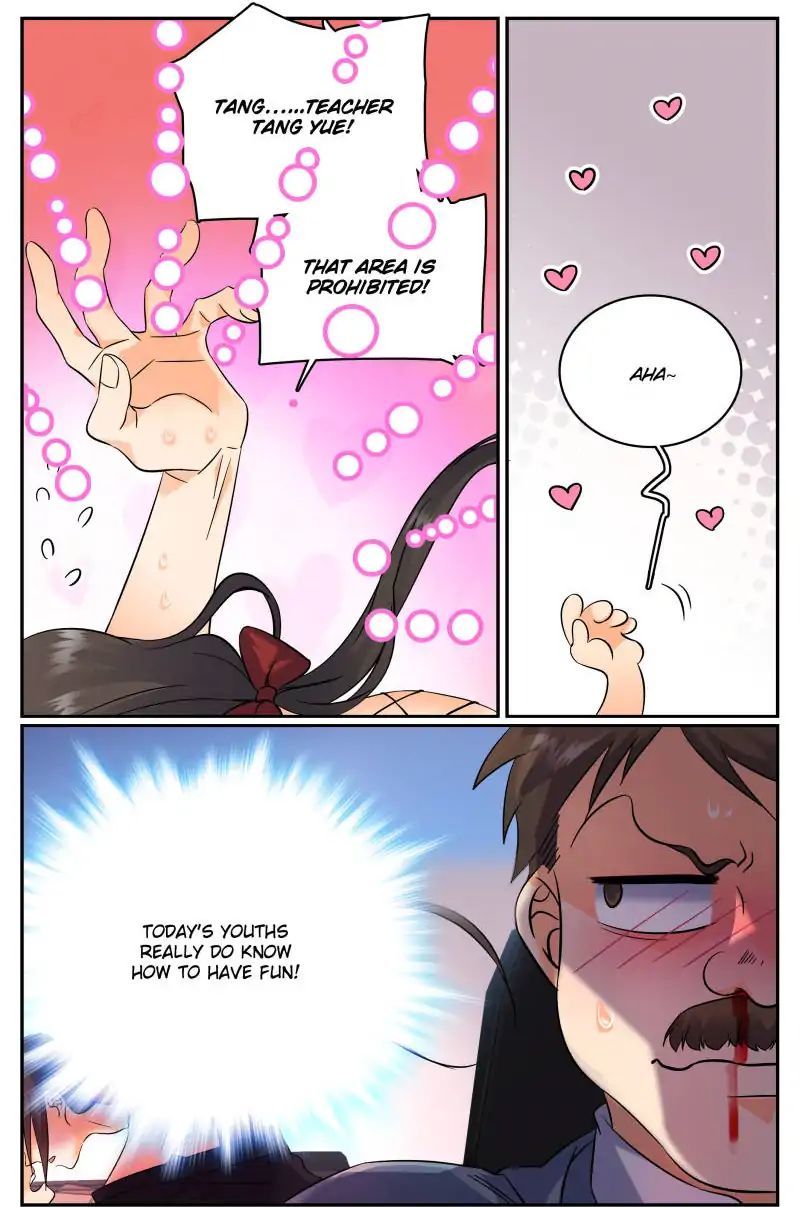 TANG......TEACHER
TANG YUE!
THAT AREA IS
PROHIBITED!
AHA~
TODAY'S YOUTHS
REALLY DO KNOW
HOW TO HAVE FUN!